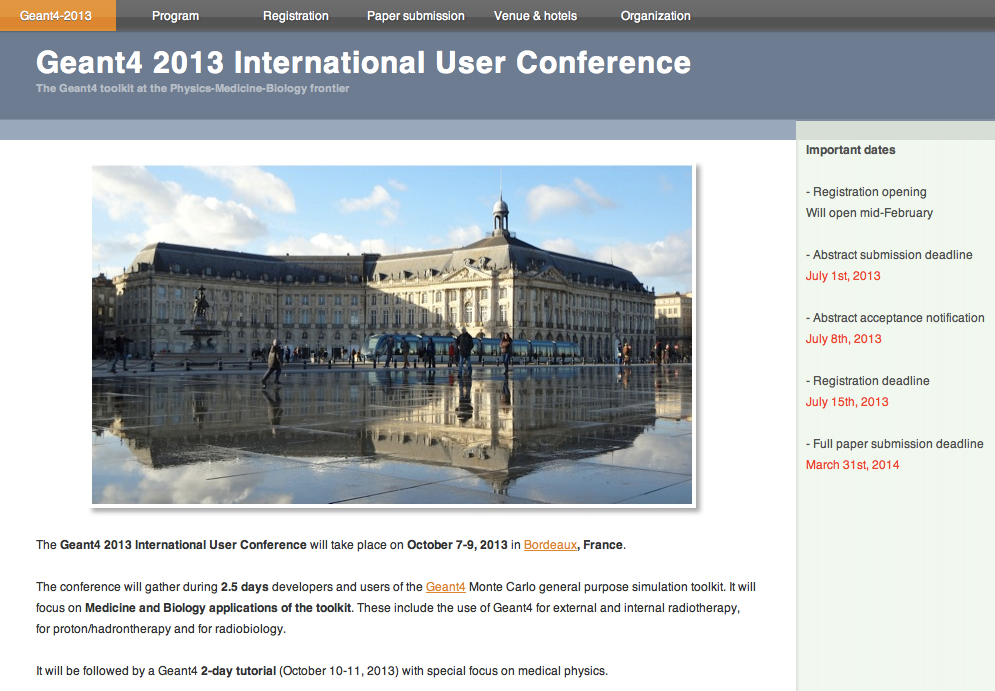 Geant4-2013 Program Registration Paper submission Venue & hotels Organization
Geant4 2013 International User Conference
The Geant4 toolkit at the Physics-Medicine-Biology frontier
Important dates
- Registration opening
Will open mid-February
- Abstract submission deadline
July 1st, 2013
- Abstract acceptance notification
July 8th, 2013
- Registration deadline
July 15th, 2013
- Full paper submission deadline
March 31st, 2014
The Geant4 2013 International User Conference will take place on October 7-9, 2013 in Bordeaux, France.
The conference will gather during 2.5 days developers and users of the Geant4 Monte Carlo general purpose simulation toolkit. It will
focus on Medicine and Biology applications of the toolkit. These include the use of Geant4 for external and internal radiotherapy,
for proton/hadrontherapy and for radiobiology.
It will be followed by a Geant4 2-day tutorial (October 10-11, 2013) with special focus on medical physics.